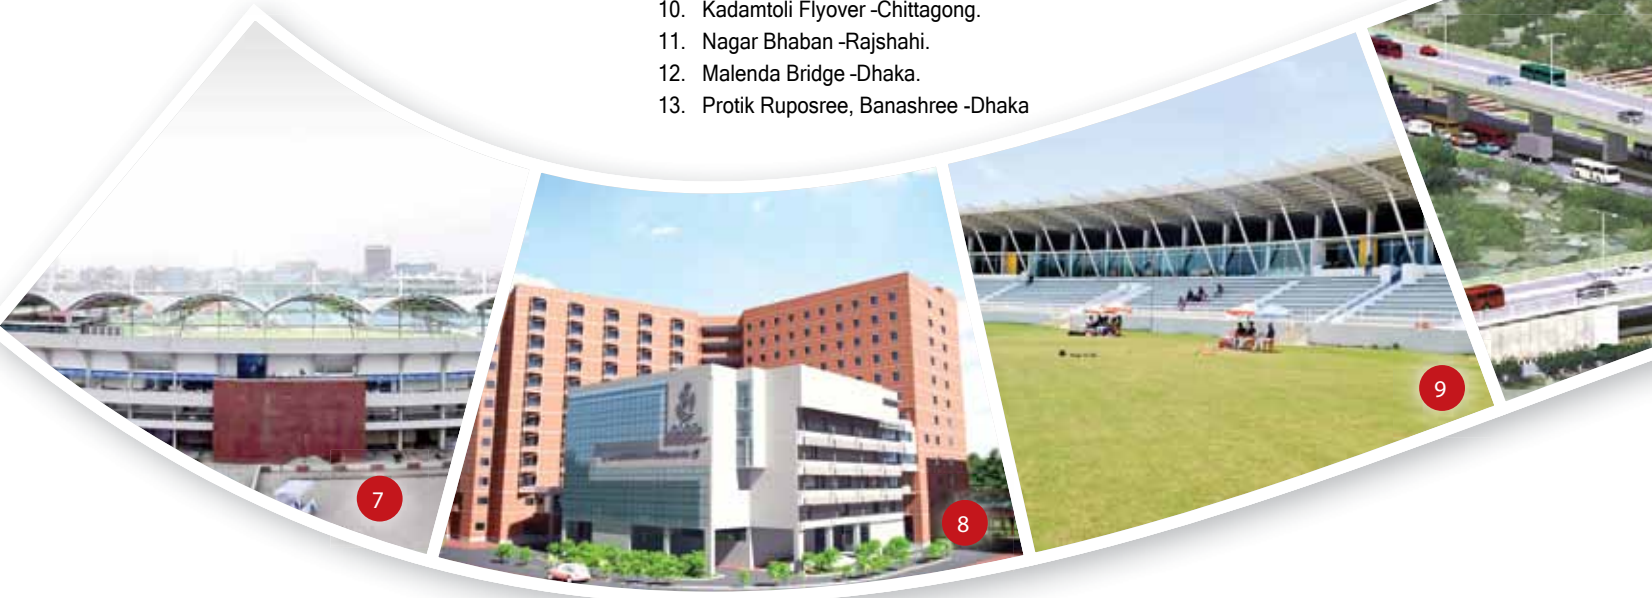 10. Kadamtoli Flyover -Chittagong.
11. Nagar Bhaban -Rajshahi.
12. Malenda Bridge -Dhaka.
13. Protik Ruposree, Banashree -Dhaka
7
8
9